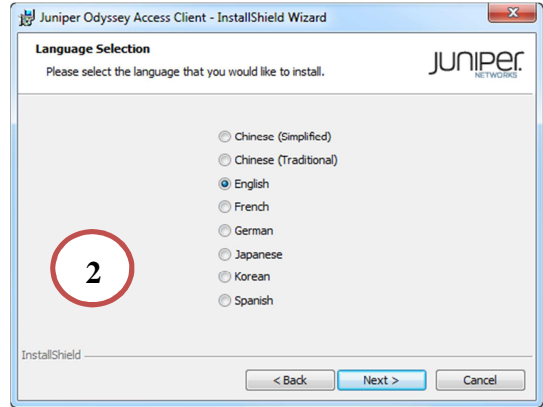 Juniper Odyssey Access Client - InstallShield Wizard
Language Selection
Please select the language that you would like to install.
JUNIPER
NETWORKS
Chinese (Simplified)
Chinese (Traditional)
English
French
German
Japanese
Korean
Spanish
2
InstallShield
< Back
Next >
Cancel